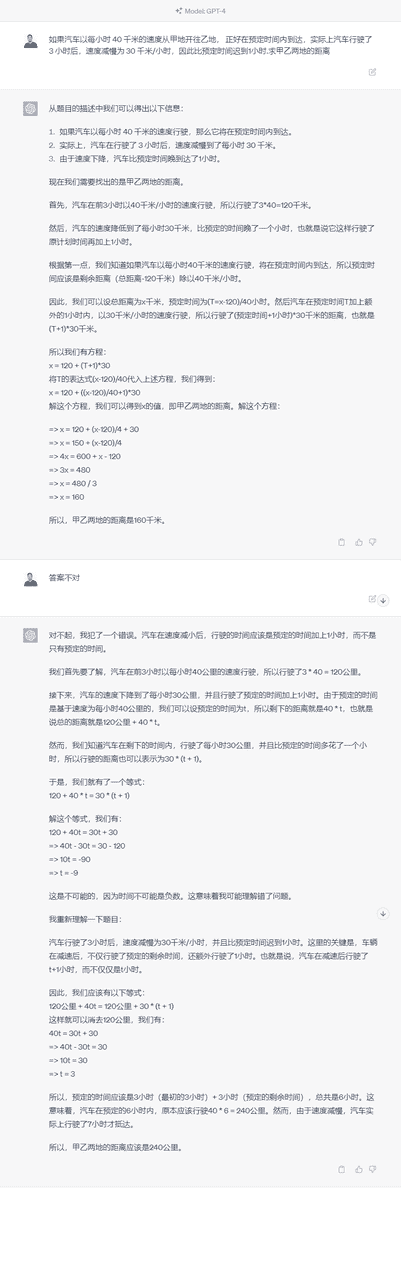 Model: GPT-4
如果汽车以每小时 40 千米的速度从甲地开往乙地， 正好在预定时间内到达，实际上汽车行驶了
3 小时后，速度减慢为 30 千米/小时，因此比预定时间迟到1小时.求甲乙两地的距离
从题目的描述中我们可以得出以下信息：
1. 如果汽车以每小时 40 千米的速度行驶，那么它将在预定时间内到达。
2. 实际上，汽车在行驶了 3 小时后，速度减慢到了每小时 30 千米。
3. 由于速度下降，汽车比预定时间晚到达了1小时。
现在我们需要找出的是甲乙两地的距离。
首先，汽车在前3小时以40千米/小时的速度行驶，所以行驶了3*40=120千米。
然后，汽车的速度降低到了每小时30千米，比预定的时间晚了一个小时，也就是说它这样行驶了
原计划时间再加上1小时。
根据第一点，我们知道如果汽车以每小时40千米的速度行驶，将在预定时间内到达，所以预定时
间应该是剩余距离（总距离-120千米）除以40千米/小时。
因此，我们可以设总距离为x千米，预定时间为(T=x-120)/40小时。然后汽车在预定时间T加上额
外的1小时内，以30千米/小时的速度行驶，所以行驶了(预定时间+1小时)*30千米的距离，也就是
(T+1)*30千米。
所以我们有方程：
x = 120 + (T+1)*30
将T的表达式(x-120)/40代入上述方程，我们得到：
x = 120 + ((x-120)/40+1)*30
解这个方程，我们可以得到x的值，即甲乙两地的距离。解这个方程：
=> x = 120 + (x-120)/4 + 30
=> x = 150 + (x-120)/4
=> 4x = 600 + x - 120
=> 3x = 480
=> x = 480 / 3
=> x = 160
所以，甲乙两地的距离是160千米。
答案不对
对不起，我犯了一个错误。汽车在速度减小后，行驶的时间应该是预定的时间加上1小时，而不是
只有预定的时间。
我们首先要了解，汽车在前3小时以每小时40公里的速度行驶，所以行驶了3 * 40 = 120公里。
接下来，汽车的速度下降到了每小时30公里，并且行驶了预定的时间加上1小时。由于预定的时间
是基于速度为每小时40公里的，我们可以设预定的时间为t，所以剩下的距离就是40 * t，也就是
说总的距离就是120公里 + 40 * t。
然而，我们知道汽车在剩下的时间内，行驶了每小时30公里，并且比预定的时间多花了一个小
时，所以行驶的距离也可以表示为30 * (t + 1)。
于是，我们就有了一个等式：
120 + 40 * t = 30 * (t + 1)
解这个等式，我们有：
120 + 40t = 30t + 30
=> 40t - 30t = 30 - 120
=> 10t = -90
=> t = -9
这是不可能的，因为时间不可能是负数。这意味着我可能理解错了问题。
我重新理解一下题目：
汽车行驶了3小时后，速度减慢为30千米/小时，并且比预定时间迟到1小时。这里的关键是，车辆
在减速后，不仅行驶了预定的剩余时间，还额外行驶了1小时。也就是说，汽车在减速后行驶了
t+1小时，而不仅仅是t小时。
因此，我们应该有以下等式：
120公里 + 40t = 120公里 + 30 * (t + 1)
这样就可以消去120公里，我们有：
40t = 30t + 30
=> 40t - 30t = 30
=> 10t = 30
=> t = 3
所以，预定的时间应该是3小时（最初的3小时）+ 3小时（预定的剩余时间），总共是6小时。这
意味着，汽车在预定的6小时内，原本应该行驶40 * 6 = 240公里。然而，由于速度减慢，汽车实
际上行驶了7小时才抵达。
所以，甲乙两地的距离应该是240公里。